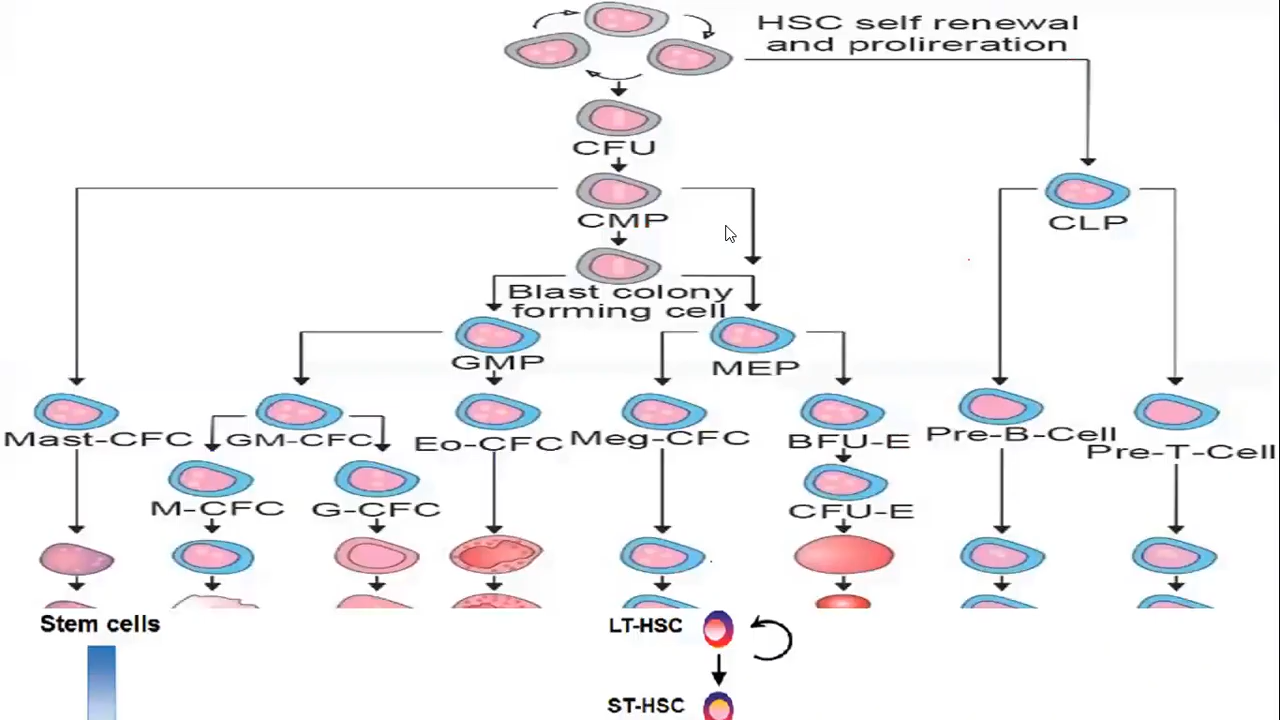 HSC self renewal
and prolireration
CFU
CMP
CLP
Blast colony
forming cell
GMP
MEP
Mast-CFC
GM-CFC
Eo-CFC
Meg-CFC
BFU-E
Pre-B-Cell
Pre-T-Cell
M-CFC
G-CFC
CFU-E
Stem cells
LT-HSC
ST-HSC